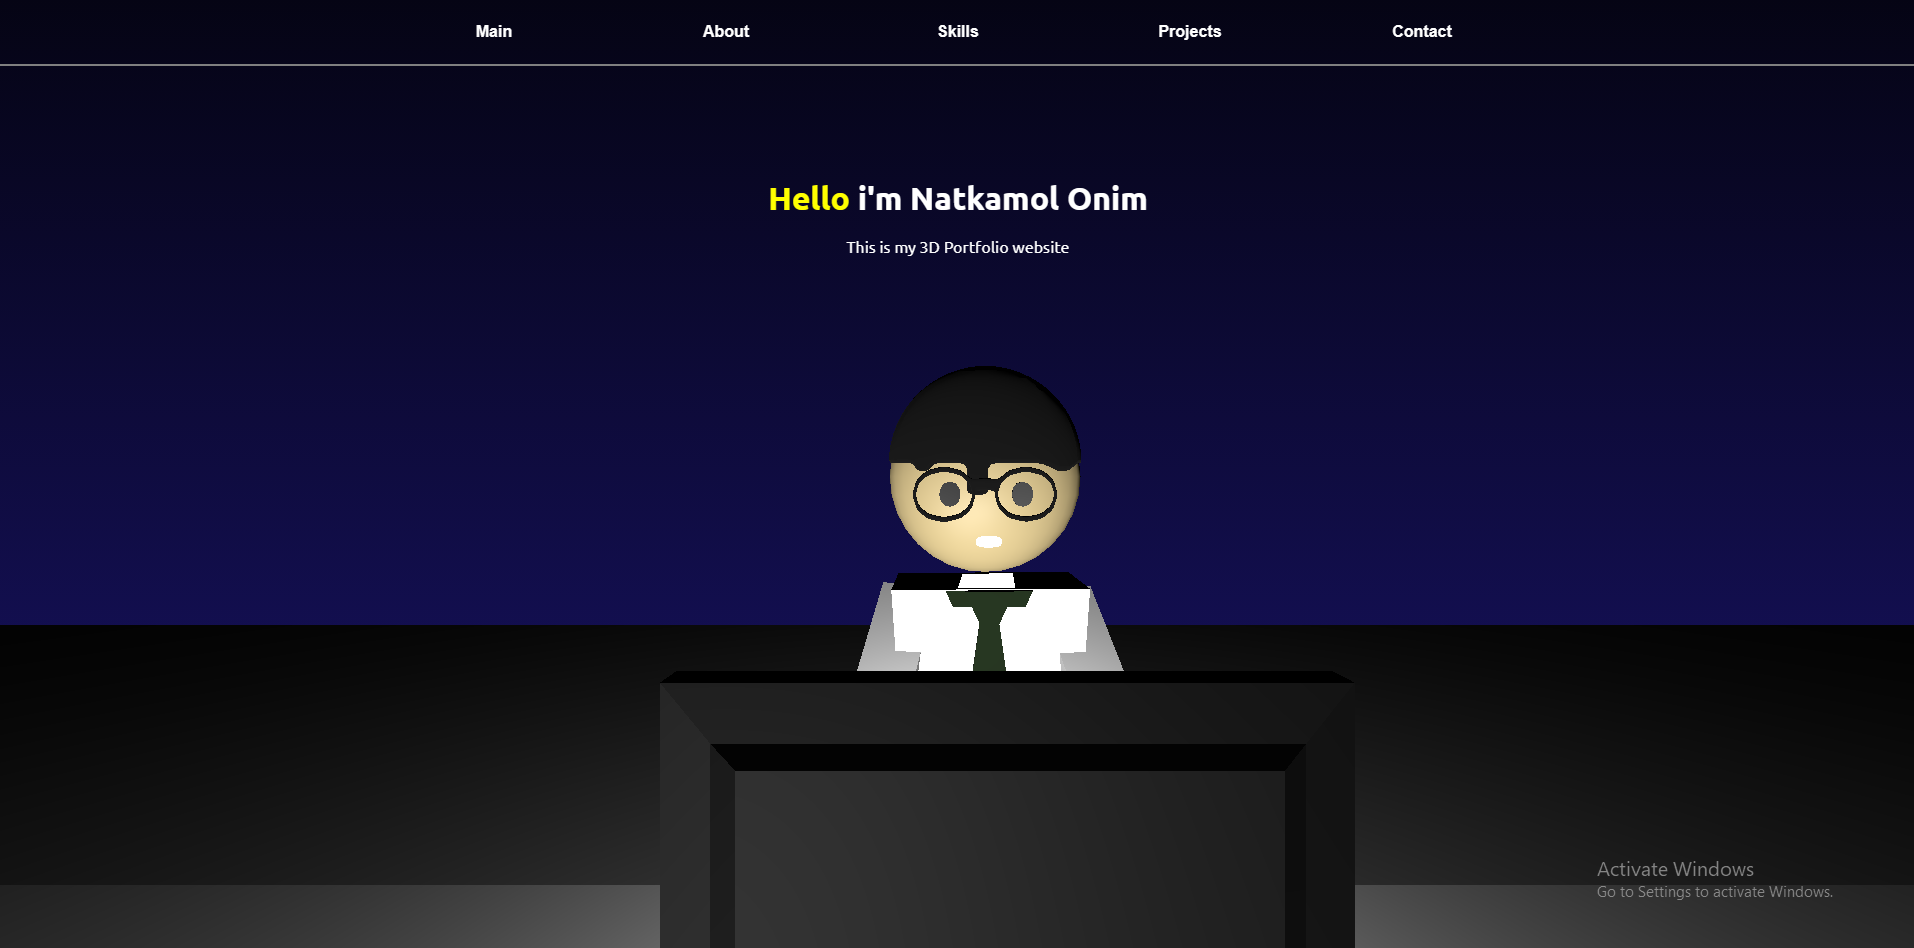 Main About Skills Projects Contact
Hello i'm Natkamol Onim
This is my 3D Portfolio website
Activate Windows
Go to Settings to activate Windows.